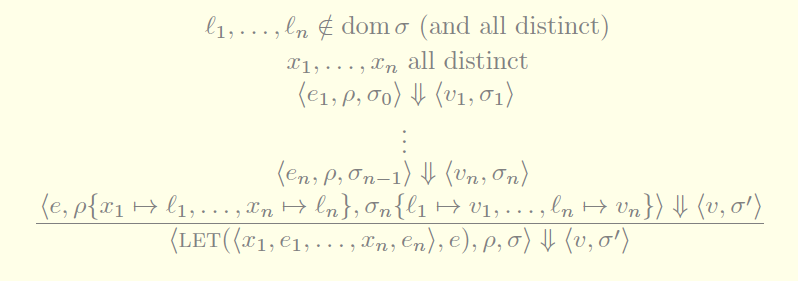 ℓ₁, …, ℓₙ ∉ dom σ (and all distinct)
x₁, …, xₙ all distinct
⟨e₁, ρ, σ₀⟩ ⇓ ⟨v₁, σ₁⟩
⋮
⟨eₙ, ρ, σₙ₋₁⟩ ⇓ ⟨vₙ, σₙ⟩
⟨e, ρ{x₁ ↦ ℓ₁, …, xₙ ↦ ℓₙ}, σₙ{ℓ₁ ↦ v₁, …, ℓₙ ↦ vₙ}⟩ ⇓ ⟨v, σ′⟩
⟨LET(⟨x₁, e₁, …, xₙ, eₙ⟩, e), ρ, σ⟩ ⇓ ⟨v, σ′⟩